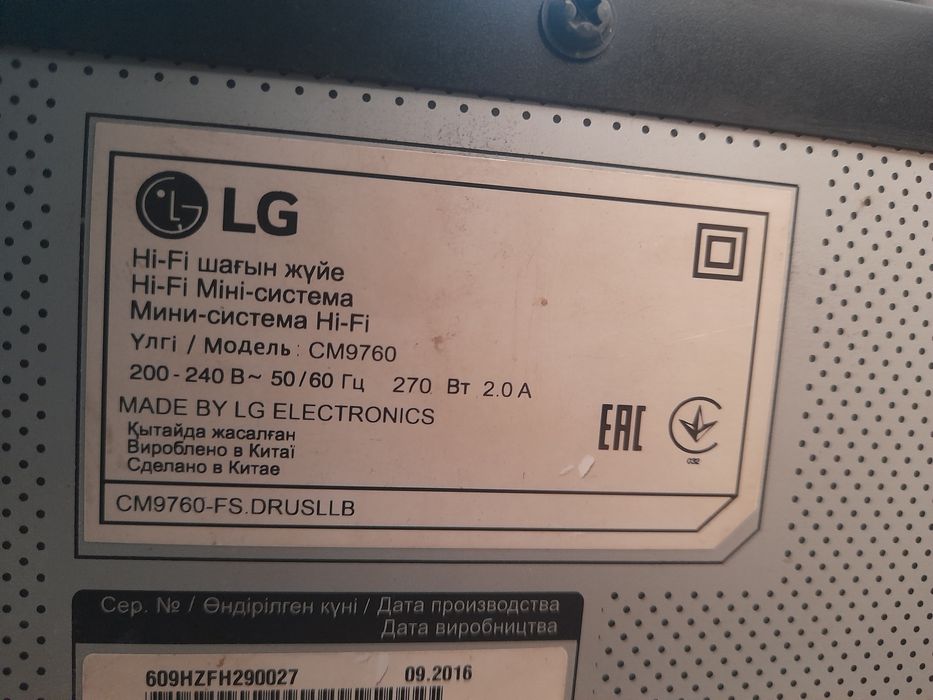 LG
Hi-Fi шағын жүйе
Hi-Fi Міні-система
Мини-система Hi-Fi
Үлгі / Модель: CM9760
200-240 В~ 50/60 Гц 270 Вт 2.0 А
MADE BY LG ELECTRONICS
Қытайда жасалған
Вироблено в Китаї
Сделано в Китае
EAC
032
CM9760-FS.DRUSLLB
Сер. № / Өндірілген күні / Дата производства
Дата виробництва
609HZFH290027 09.2016